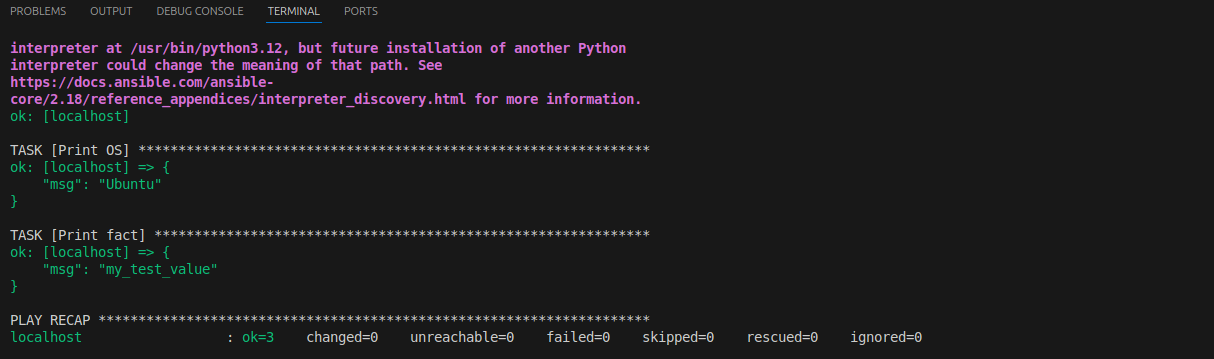 PROBLEMS OUTPUT DEBUG CONSOLE TERMINAL PORTS
interpreter at /usr/bin/python3.12, but future installation of another Python
interpreter could change the meaning of that path. See
https://docs.ansible.com/ansible-
core/2.18/reference_appendices/interpreter_discovery.html for more information.
ok: [localhost]
TASK [Print OS] ****************************************************************
ok: [localhost] => {
    "msg": "Ubuntu"
}
TASK [Print fact] **************************************************************
ok: [localhost] => {
    "msg": "my_test_value"
}
PLAY RECAP *********************************************************************
localhost                  : ok=3    changed=0    unreachable=0    failed=0    skipped=0    rescued=0    ignored=0